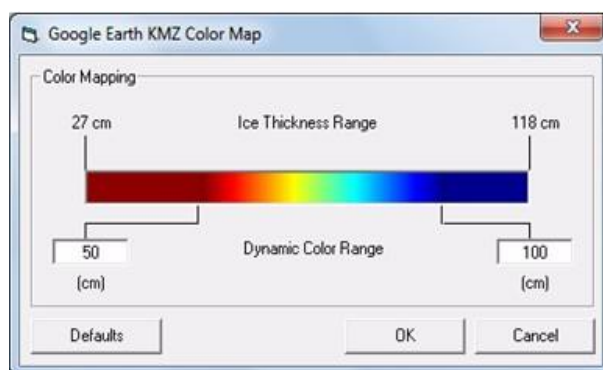 Google Earth KMZ Color Map
Color Mapping
27 cm Ice Thickness Range 118 cm
50 Dynamic Color Range 100
(cm) (cm)
Defaults OK Cancel